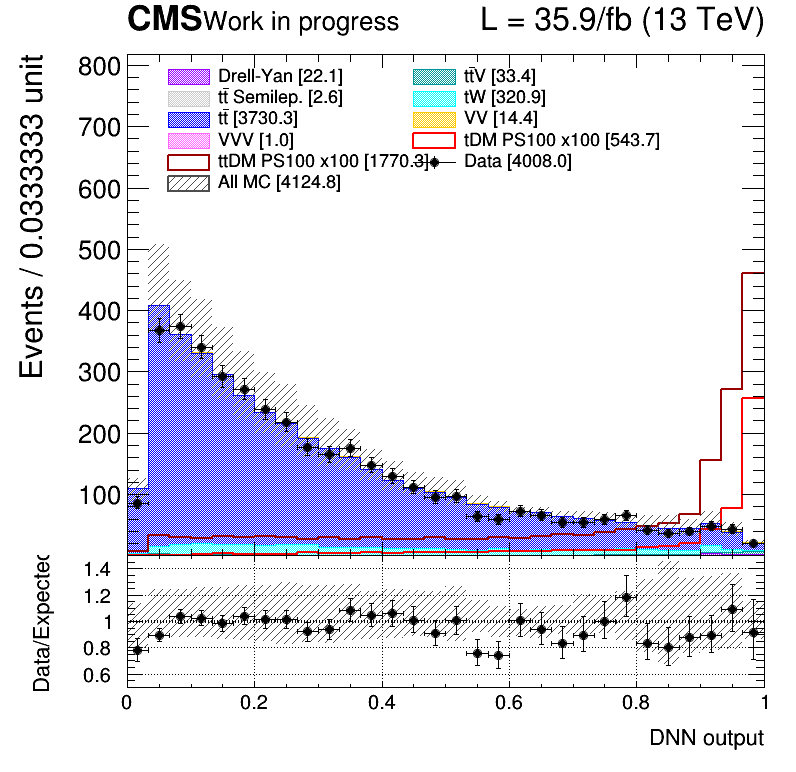 CMS Work in progress L = 35.9/fb (13 TeV)
Events / 0.0333333 unit
800
700
600
500
400
300
200
100
Drell-Yan [22.1] tt̄V [33.4]
tt̄ Semilep. [2.6] tW [320.9]
tt̄ [3730.3] VV [14.4]
VVV [1.0] tDM PS100 x100 [543.7]
ttDM PS100 x100 [1770.3] Data [4008.0]
All MC [4124.8]
Data/Expected
1.4
1.2
1
0.8
0.6
0 0.2 0.4 0.6 0.8 1
DNN output